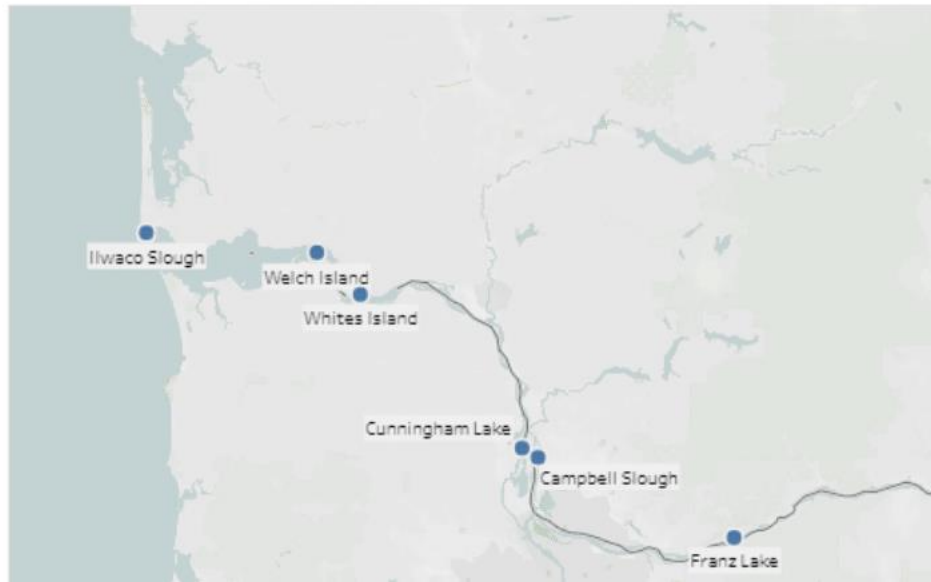 Ilwaco Slough
Welch Island
Whites Island
Cunningham Lake
Campbell Slough
Franz Lake